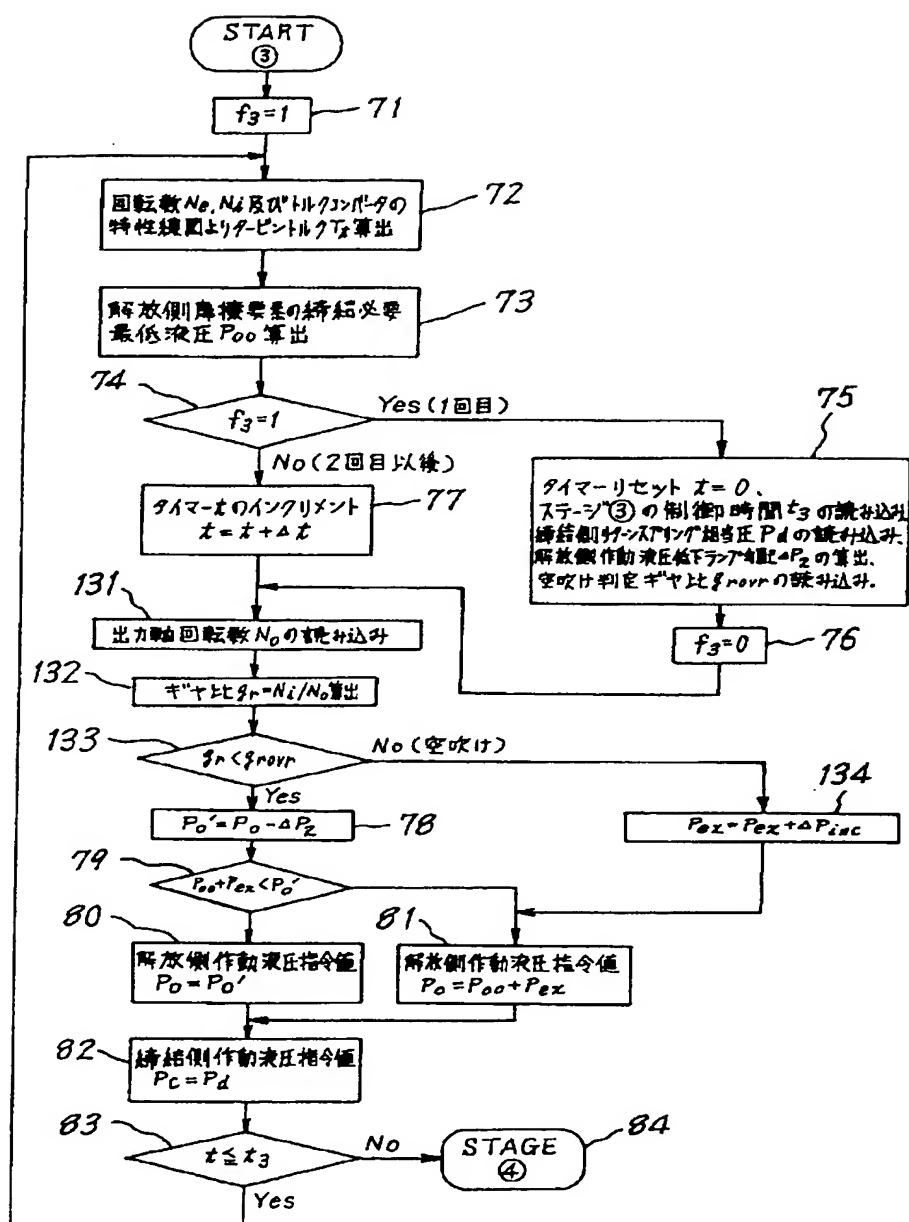 START
③
f₃=1
71
回転数Ne、Ni及びトルクコンバータの
特性線図よりタービントルクTt算出
72
解放側摩擦要素の締結必要
最低液圧Poo算出
73
74
f₃=1
Yes(1回目)
No(2回目以後)
75
タイマーリセット t=0、
ステージ③の制御時間t₃の読み込み、
締結側リターンスプリング相当圧Pdの読み込み、
解放側作動液圧低下ランプ勾配ΔP₂の算出、
空吹け判定ギヤ比grovrの読み込み.
タイマーtのインクリメント
t=t+Δt
77
f₃=0
76
131
出力軸回転数Noの読み込み
132
ギヤ比gr=Ni/No算出
133
gr<grovr
No(空吹け)
Yes
134
Pex=Pex+ΔPinc
Po'=Po-ΔP₂
78
79
Poo+Pex<Po'
80
解放側作動液圧指令値
Po=Po'
81
解放側作動液圧指令値
Po=Poo+Pex
82
締結側作動液圧指令値
Pc=Pd
83
t≦t₃
No
STAGE
④
84
Yes